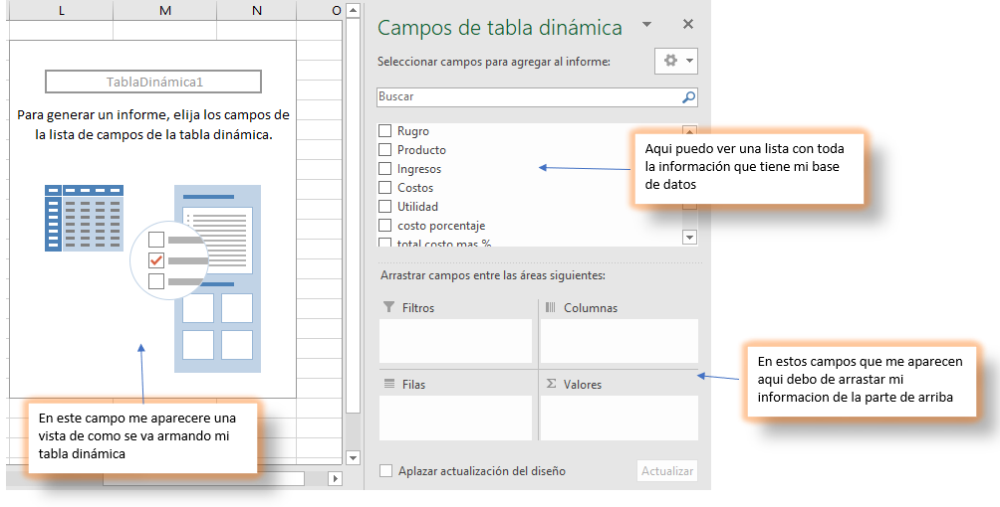 L M N O
Campos de tabla dinámica
Seleccionar campos para agregar al informe:
TablaDinámica1
Buscar
Para generar un informe, elija los campos de
la lista de campos de la tabla dinámica.
Rugro
Producto
Ingresos
Costos
Utilidad
costo porcentaje
total costo mas %
Aqui puedo ver una lista con toda
la información que tiene mi base
de datos
Arrastrar campos entre las áreas siguientes:
Filtros
Columnas
Filas
Σ Valores
En estos campos que me aparecen
aqui debo de arrastar mi
informacion de la parte de arriba
En este campo me aparecere una
vista de como se va armando mi
tabla dinámica
Aplazar actualización del diseño
Actualizar